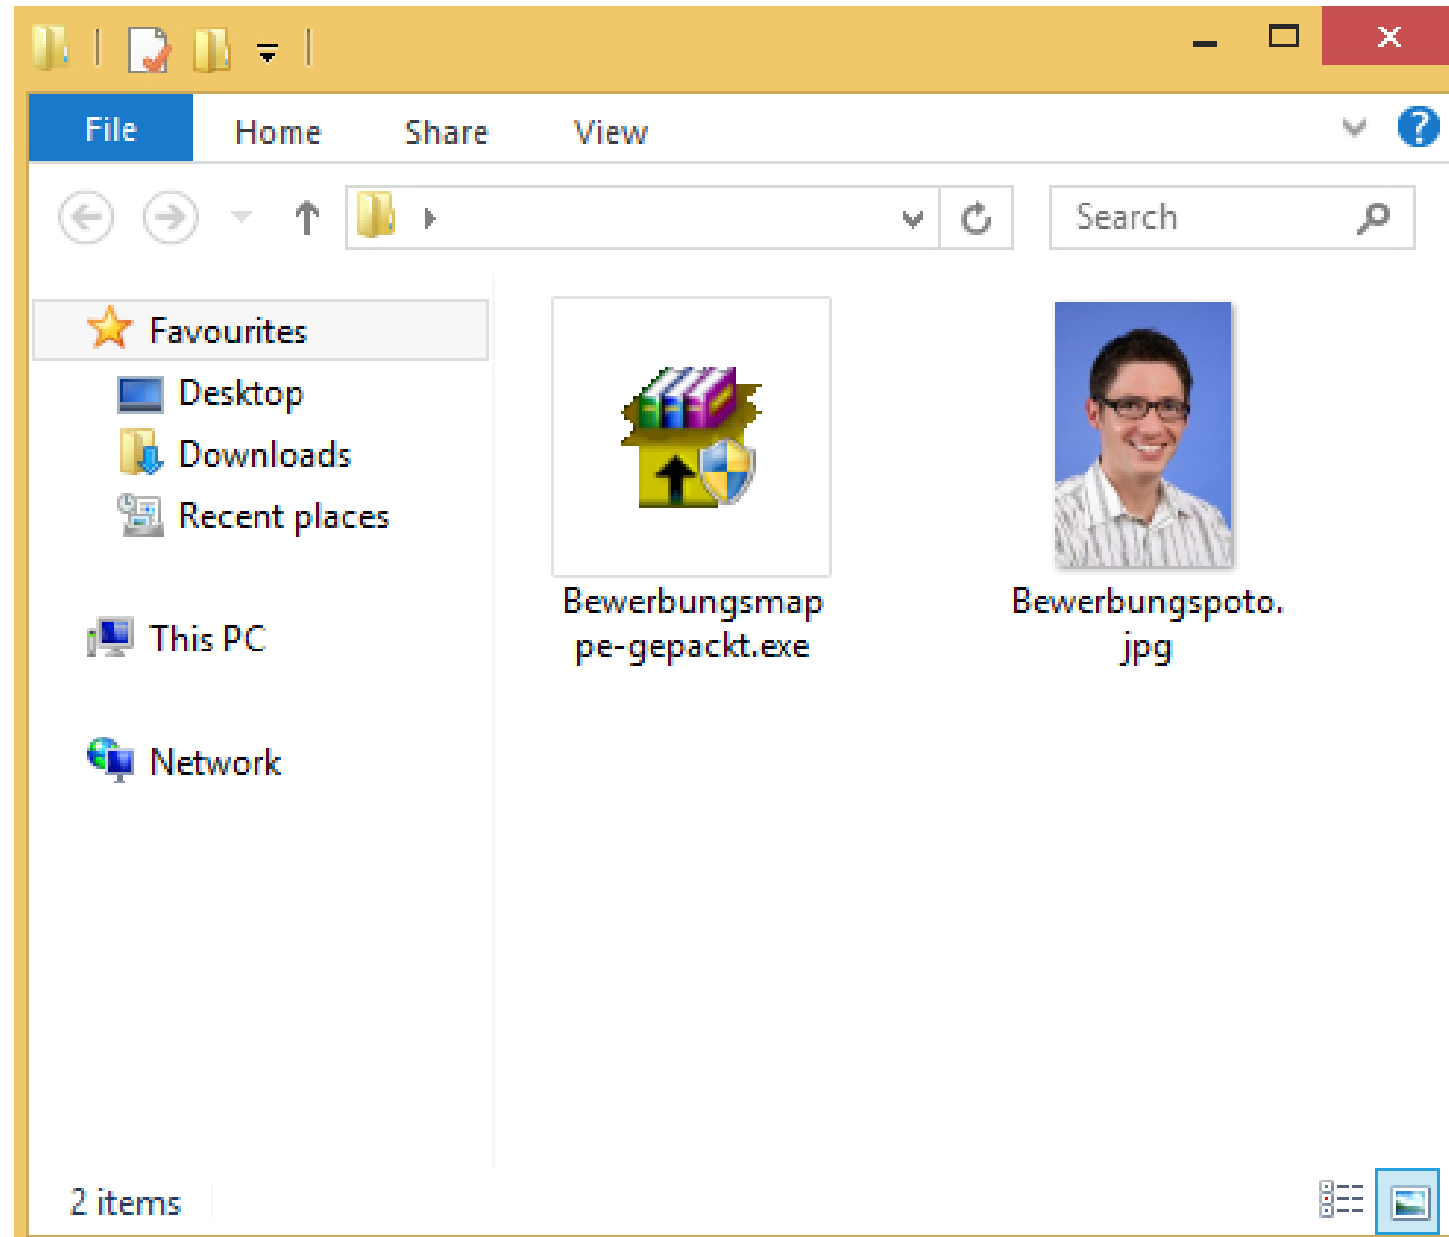 File Home Share View
Search
Favourites
Desktop
Downloads
Recent places
This PC
Network
Bewerbungsmap
pe-gepackt.exe
Bewerbungspoto.
jpg
2 items